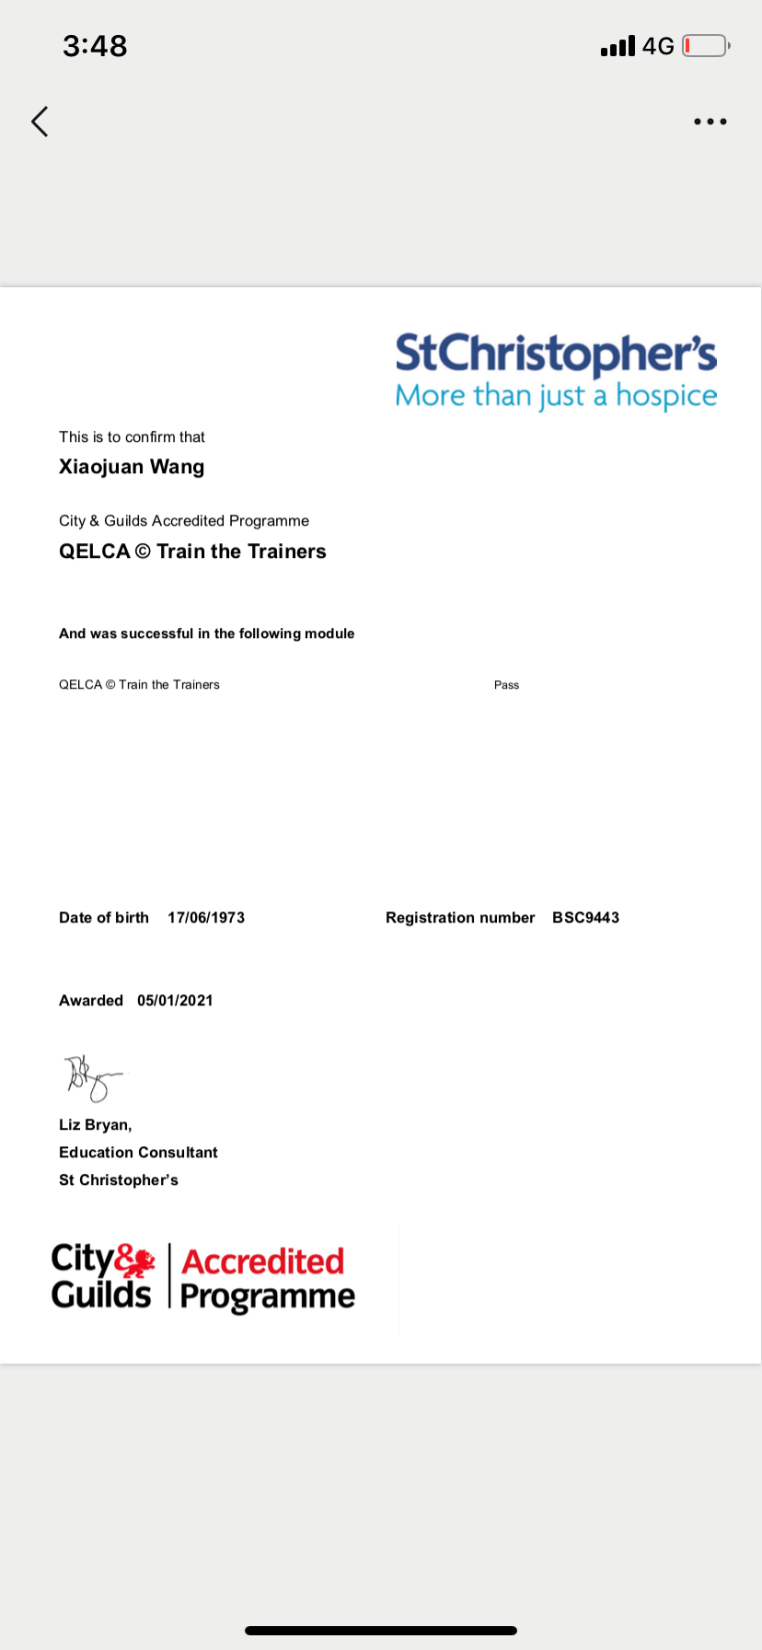 3:48
4G
StChristopher's
More than just a hospice
This is to confirm that
Xiaojuan Wang
City & Guilds Accredited Programme
QELCA © Train the Trainers
And was successful in the following module
QELCA © Train the Trainers Pass
Date of birth 17/06/1973 Registration number BSC9443
Awarded 05/01/2021
Liz Bryan,
Education Consultant
St Christopher's
City& Guilds | Accredited Programme